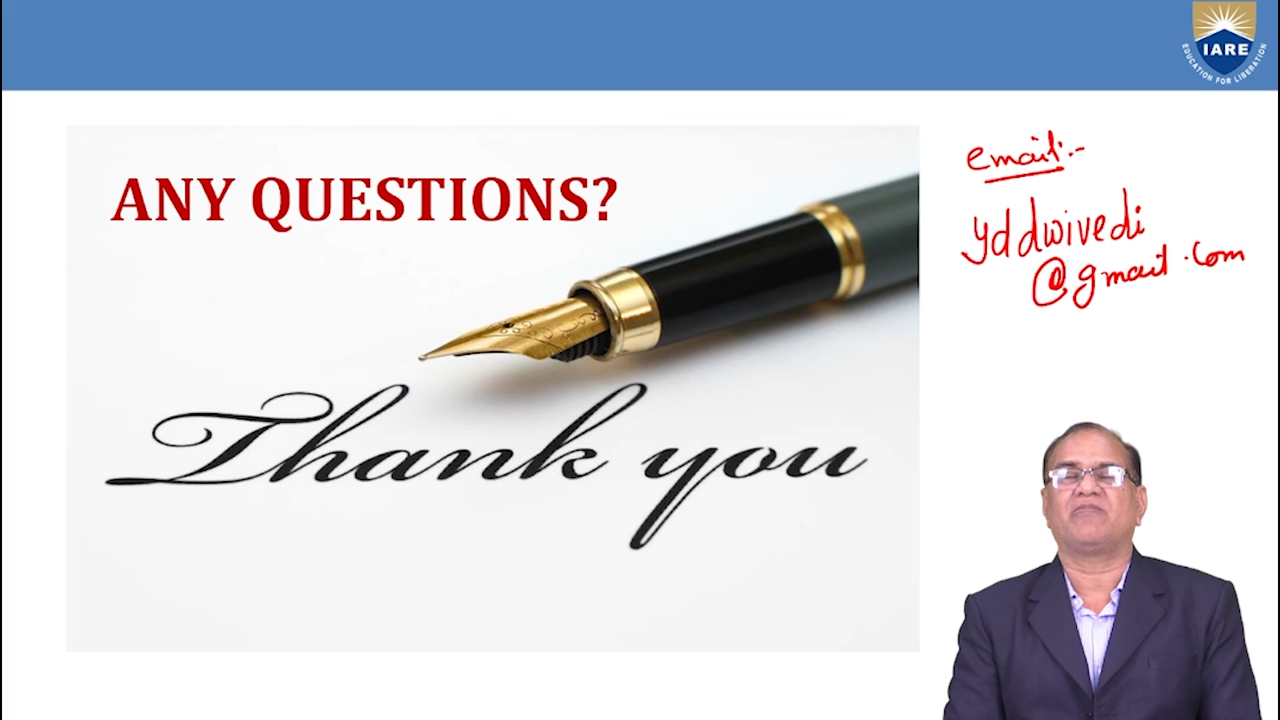 IARE
EDUCATION FOR LIBERATION
ANY QUESTIONS?
Thank you
email:-
yddwivedi
@gmail.com